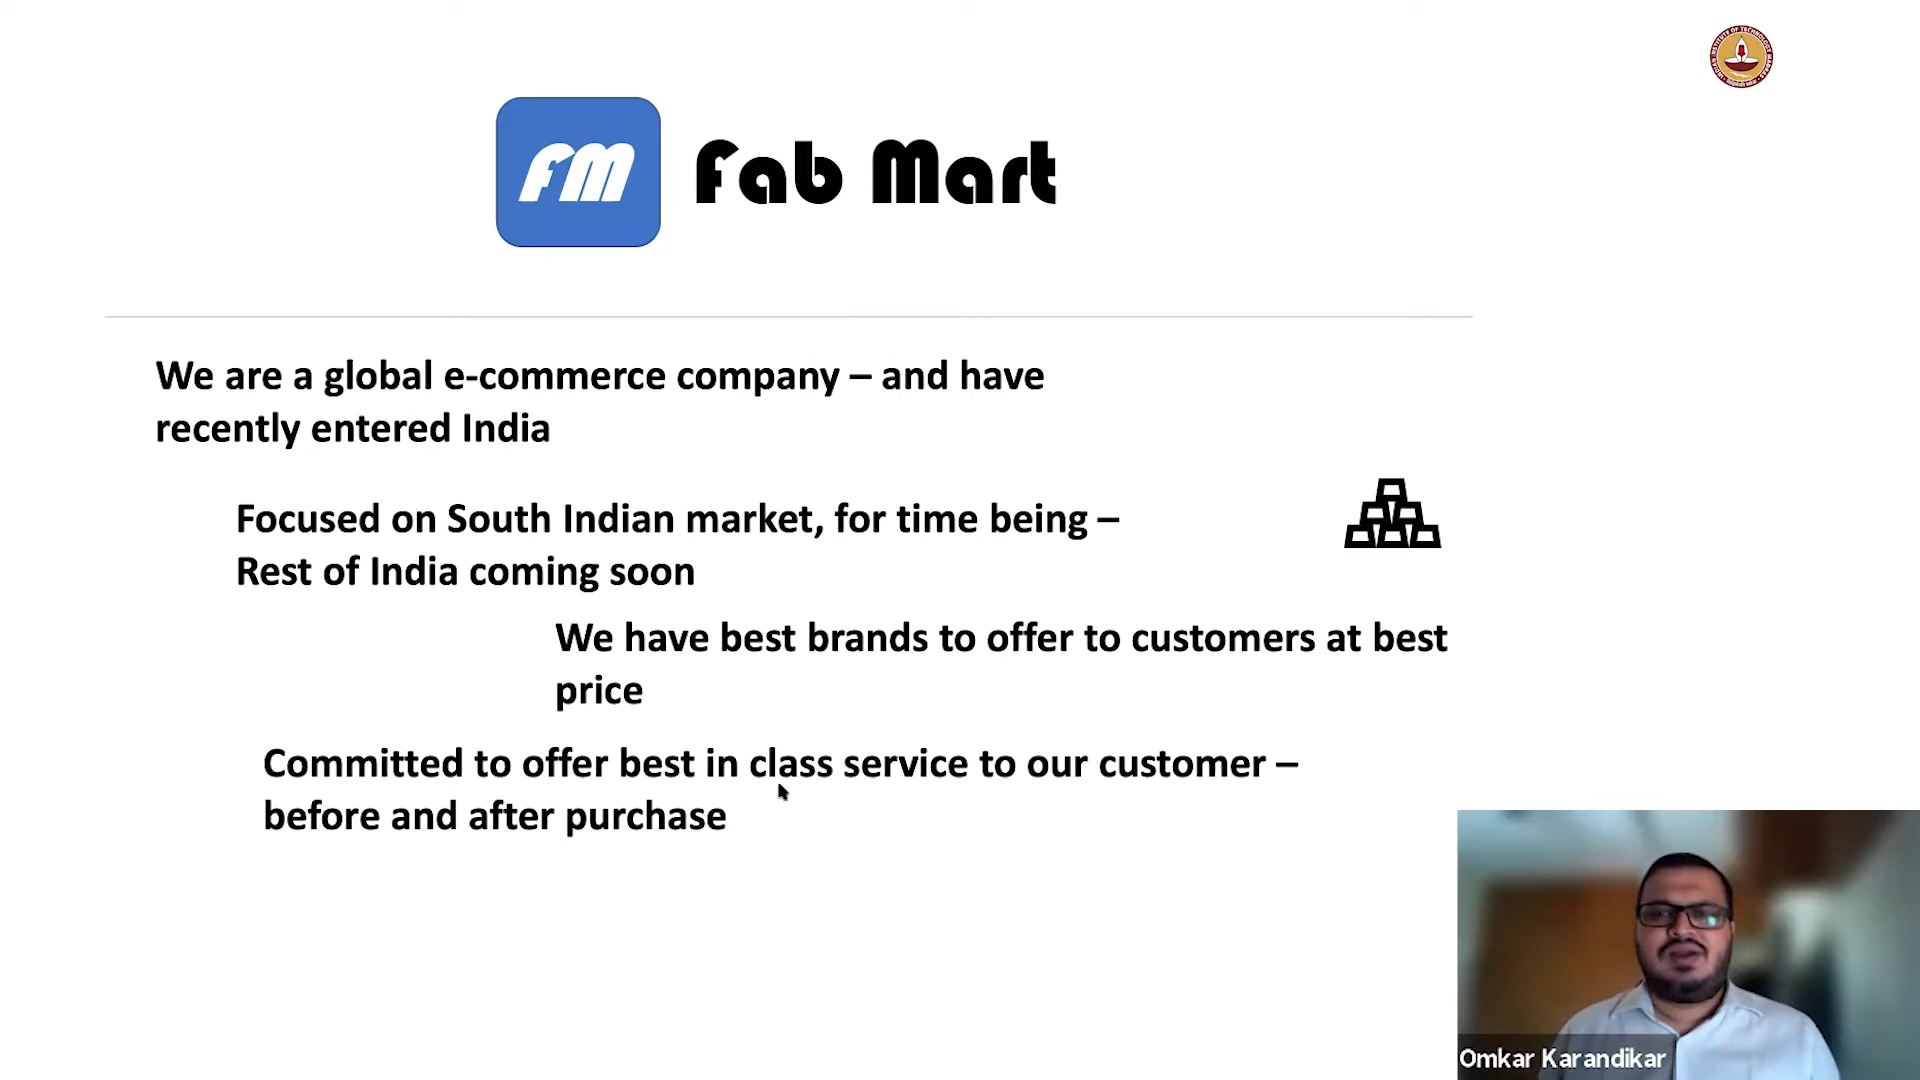 FM
Fab Mart
We are a global e-commerce company – and have
recently entered India
Focused on South Indian market, for time being –
Rest of India coming soon
We have best brands to offer to customers at best
price
Committed to offer best in class service to our customer –
before and after purchase
Omkar Karandikar